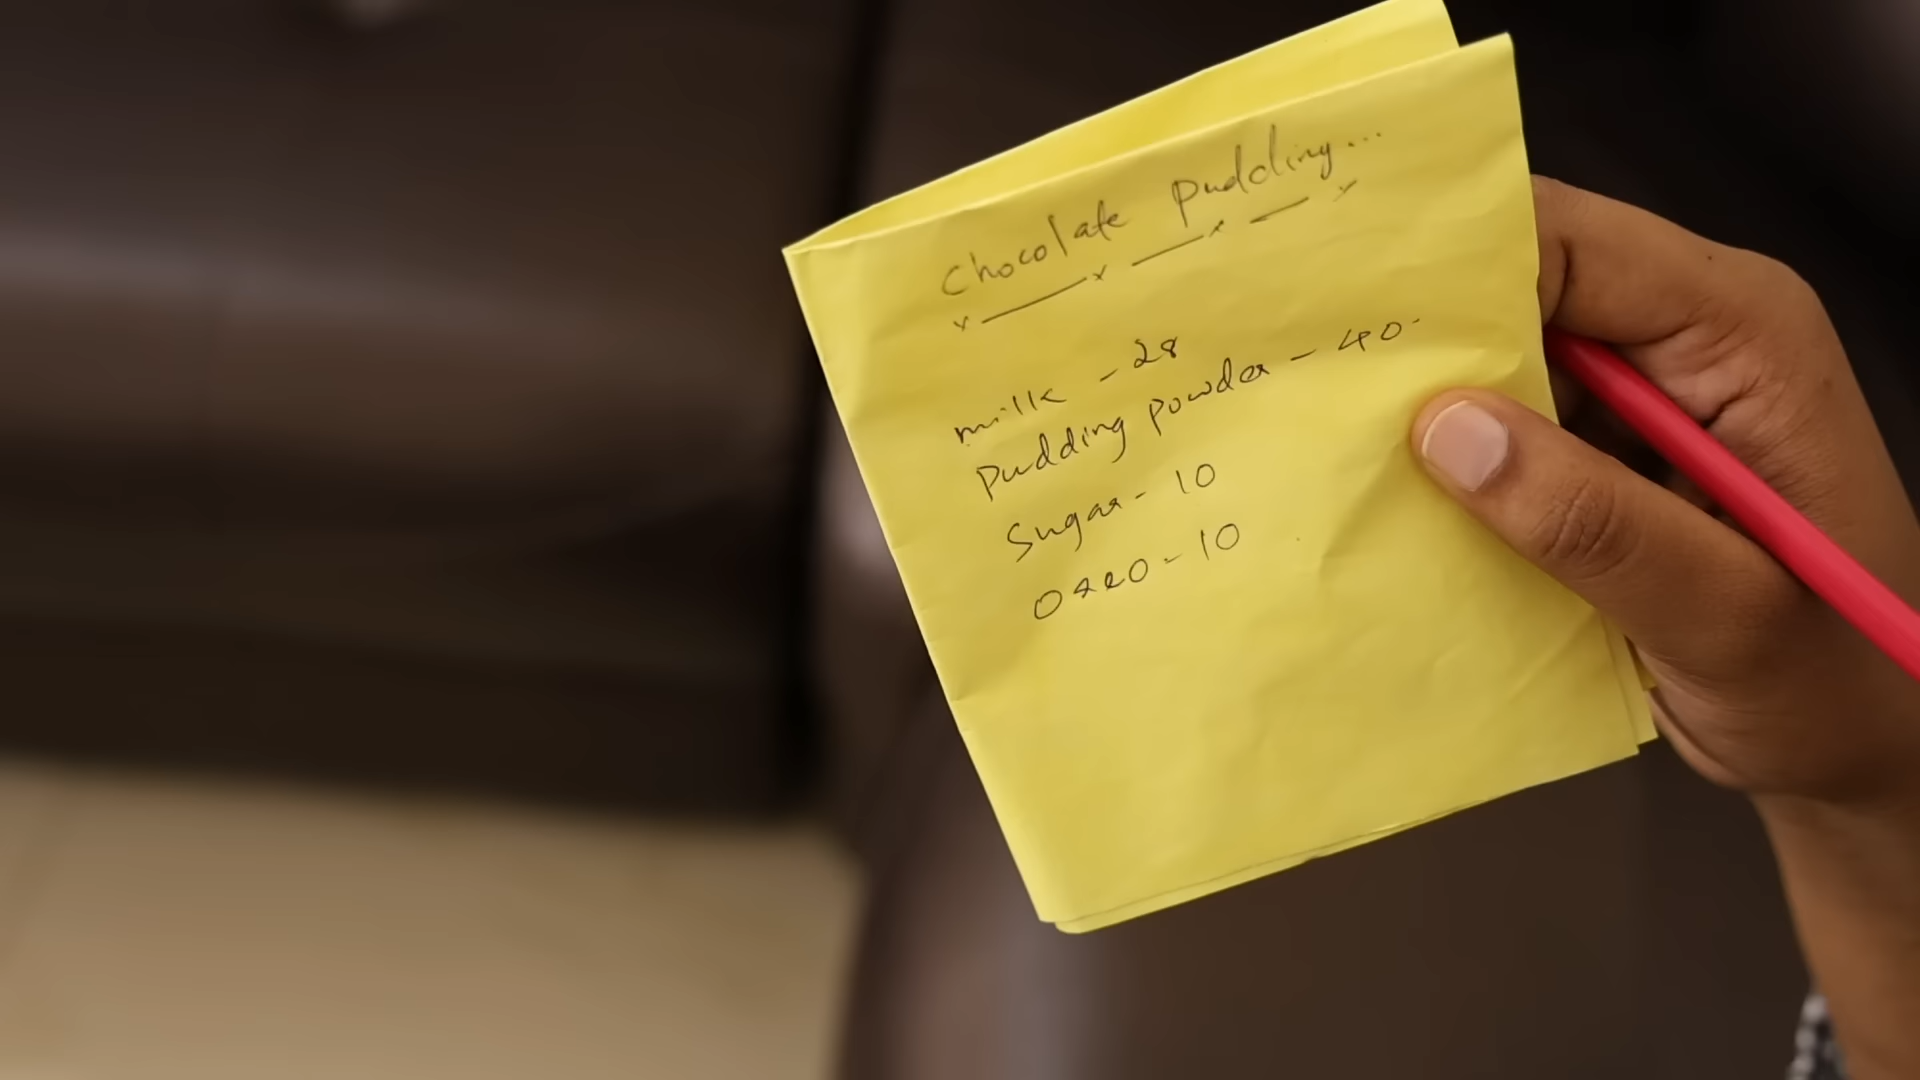 Chocolate Pudding...
milk - 28
Pudding powder - 40
Sugar - 10
oreo - 10